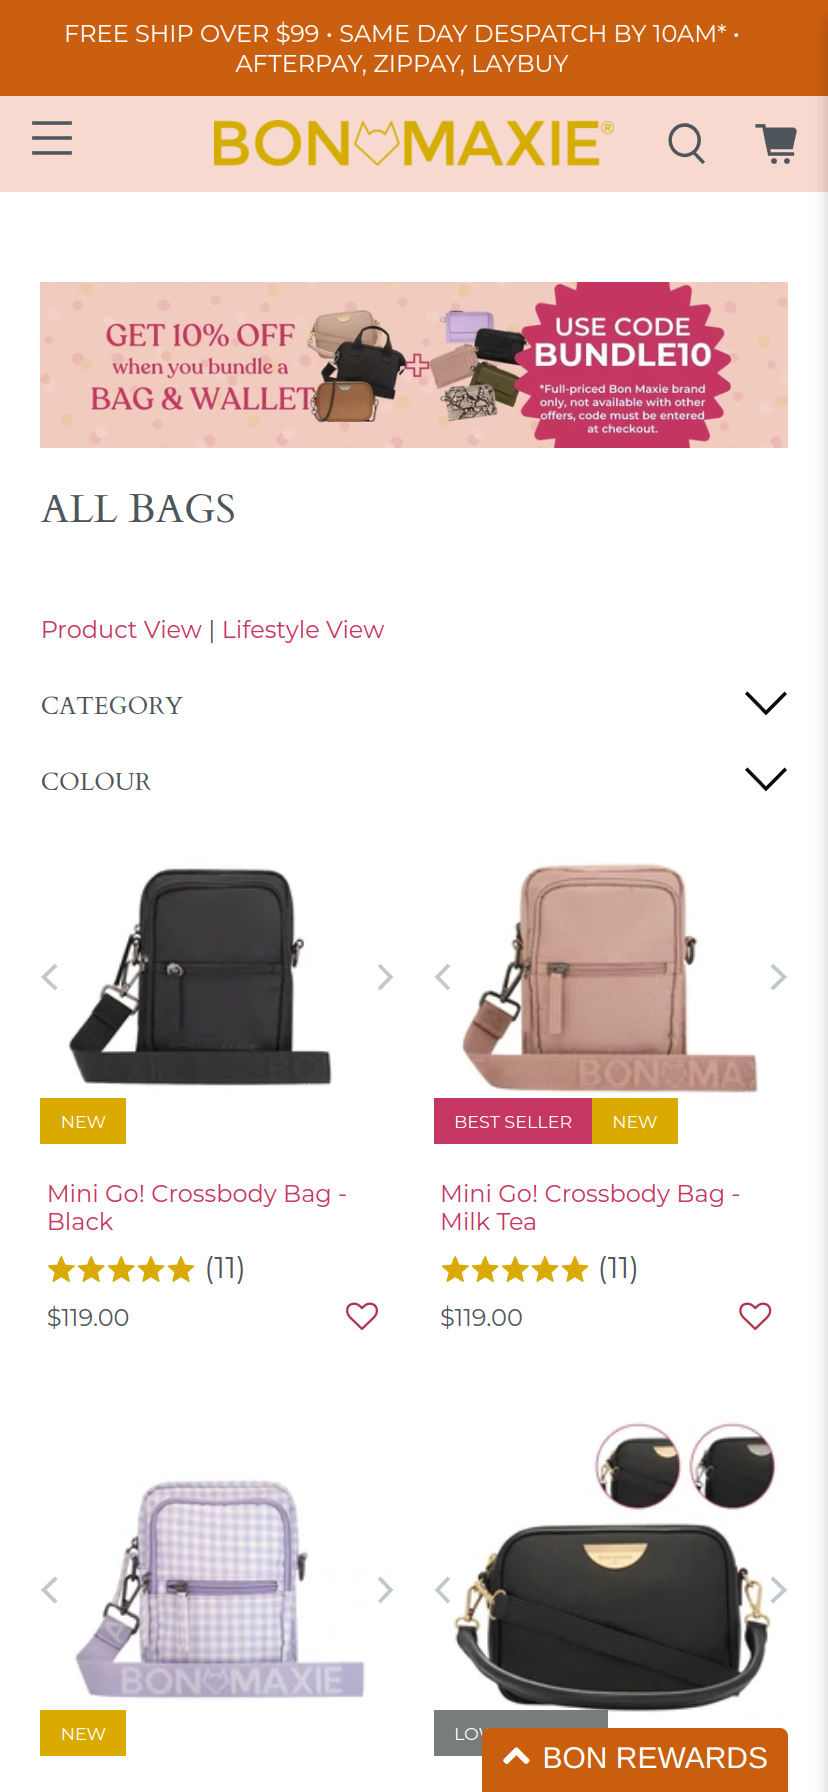 FREE SHIP OVER $99 • SAME DAY DESPATCH BY 10AM* •
AFTERPAY, ZIPPAY, LAYBUY
BON MAXIE®
GET 10% OFF
when you bundle a
BAG & WALLET
USE CODE
BUNDLE10
*Full-priced Bon Maxie brand
only, not available with other
offers, code must be entered
at checkout.
ALL BAGS
Product View | Lifestyle View
CATEGORY
COLOUR
BON MA
NEW
BEST SELLER
NEW
Mini Go! Crossbody Bag -
Black
Mini Go! Crossbody Bag -
Milk Tea
(11)
(11)
$119.00
$119.00
BON MAXIE
NEW
BON REWARDS